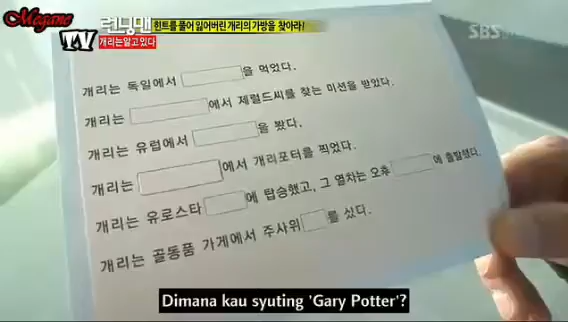 Megano TV
런닝맨
힌트를 풀어 잃어버린 개리의 가방을 찾아라!
개리는 알고 있다
SBS
개리는 독일에서 을 먹었다.
개리는 에서 제럴드씨를 찾는 미션을 받았다.
개리는 유럽에서 을 봤다.
개리는 에서 개리포터를 찍었다.
개리는 유로스타 에 탑승했고, 그 열차는 오후 에 출발했다.
개리는 골동품 가게에서 주사위 를 샀다.
Dimana kau syuting 'Gary Potter'?